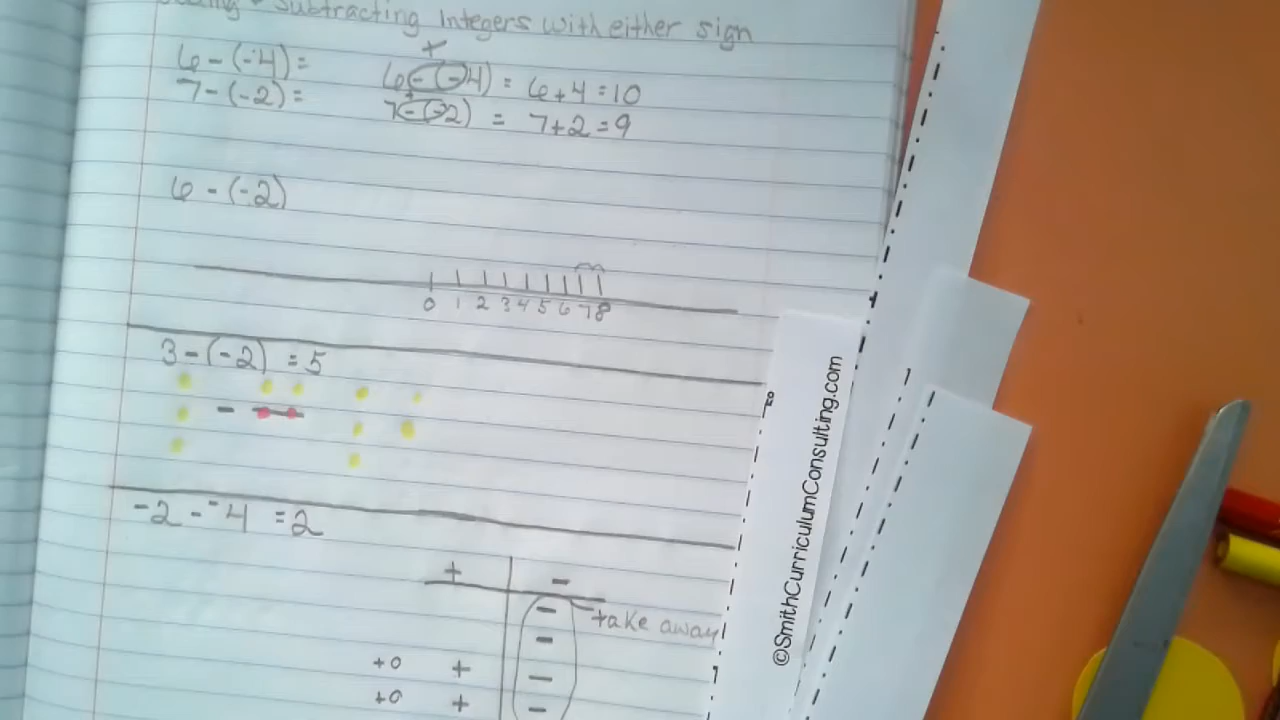 Subtracting Integers with either sign
6 - (-4) =
7 - (-2) =
+
6 - (-4) = 6 + 4 = 10
+
7 - (-2) = 7 + 2 = 9
6 - (-2)
0 1 2 3 4 5 6 7 8
3 - (-2) = 5
-
-2 - -4 = 2
+ -
- take away
-
+0 + -
+0 + -
©SmithCurriculumConsulting.com